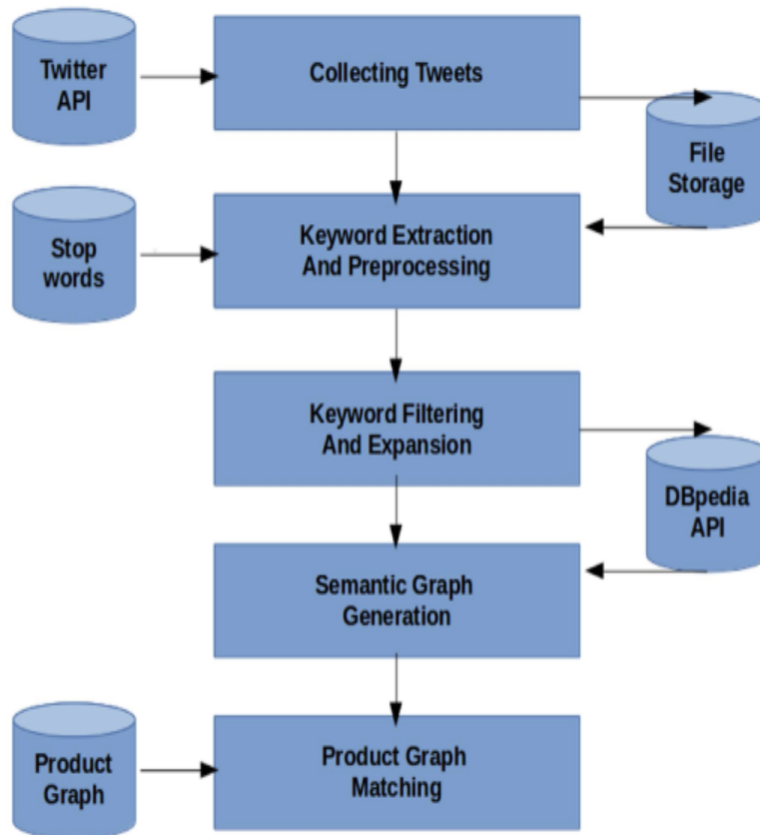 Twitter
API
Collecting Tweets
File
Storage
Stop
words
Keyword Extraction
And Preprocessing
Keyword Filtering
And Expansion
DBpedia
API
Semantic Graph
Generation
Product
Graph
Product Graph
Matching